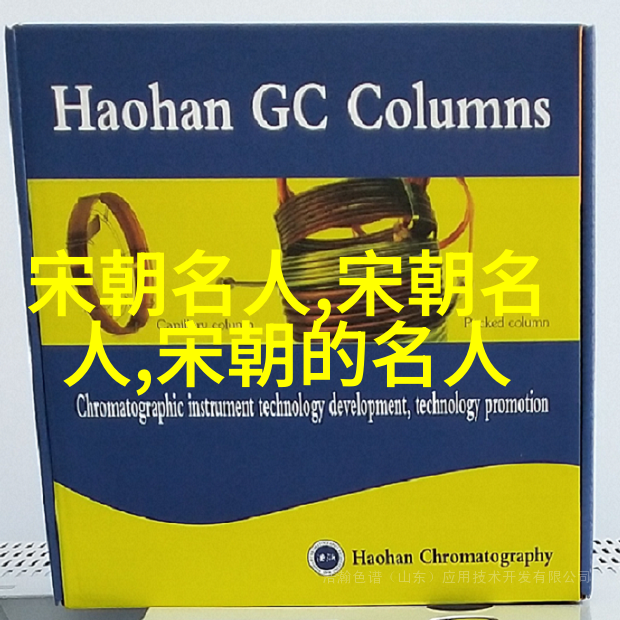 Haohan GC Columns
Capillary column
Packed column
宋朝名人,宋朝名
人,宋朝的名人
Chromatographic instrument technology development, technology promotion
Haohan Chromatography
浩瀚色谱（山东）应用技术开发有限公司